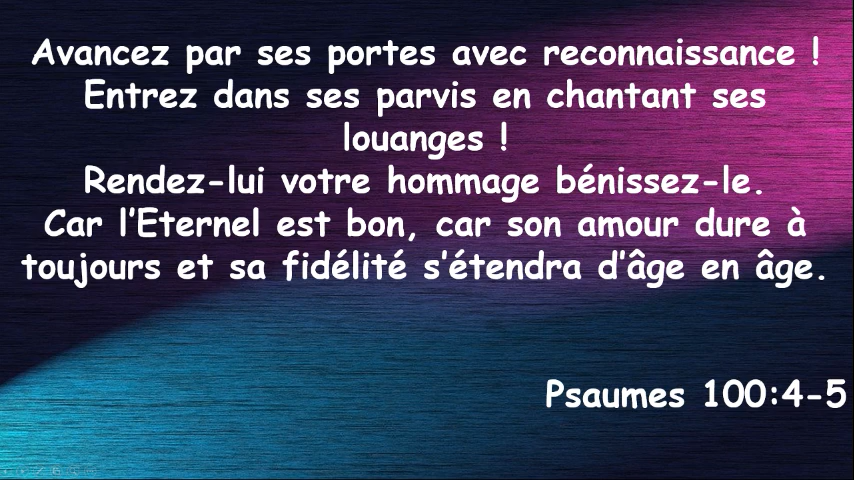 Avancez par ses portes avec reconnaissance !
Entrez dans ses parvis en chantant ses
louanges !
Rendez-lui votre hommage bénissez-le.
Car l’Eternel est bon, car son amour dure à
toujours et sa fidélité s’étendra d’âge en âge.
Psaumes 100:4-5